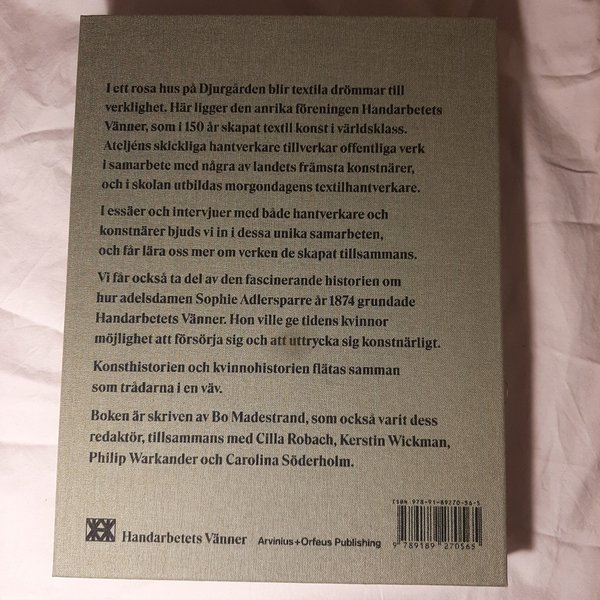 I ett rosa hus på Djurgården blir textila drömmar till
verklighet. Här ligger den anrika föreningen Handarbetets
Vänner, som i 150 år skapat textil konst i världsklass.
Ateljéns skickliga hantverkare tillverkar offentliga verk
i samarbete med några av landets främsta konstnärer,
och i skolan utbildas morgondagens textilhantverkare.
I essäer och intervjuer med både hantverkare och
konstnärer bjuds vi in i dessa unika samarbeten,
och får lära oss mer om verken de skapat tillsammans.
Vi får också ta del av den fascinerande historien om
hur adelsdamen Sophie Adlersparre år 1874 grundade
Handarbetets Vänner. Hon ville ge tidens kvinnor
möjlighet att försörja sig och att uttrycka sig konstnärligt.
Konsthistorien och kvinnohistorien flätas samman
som trådarna i en väv.
Boken är skriven av Bo Madestrand, som också varit dess
redaktör, tillsammans med Cilla Robach, Kerstin Wickman,
Philip Warkander och Carolina Söderholm.
ISBN 978-91-89270-56-5
Handarbetets Vänner
Arvinius+Orfeus Publishing
9 789189 270565